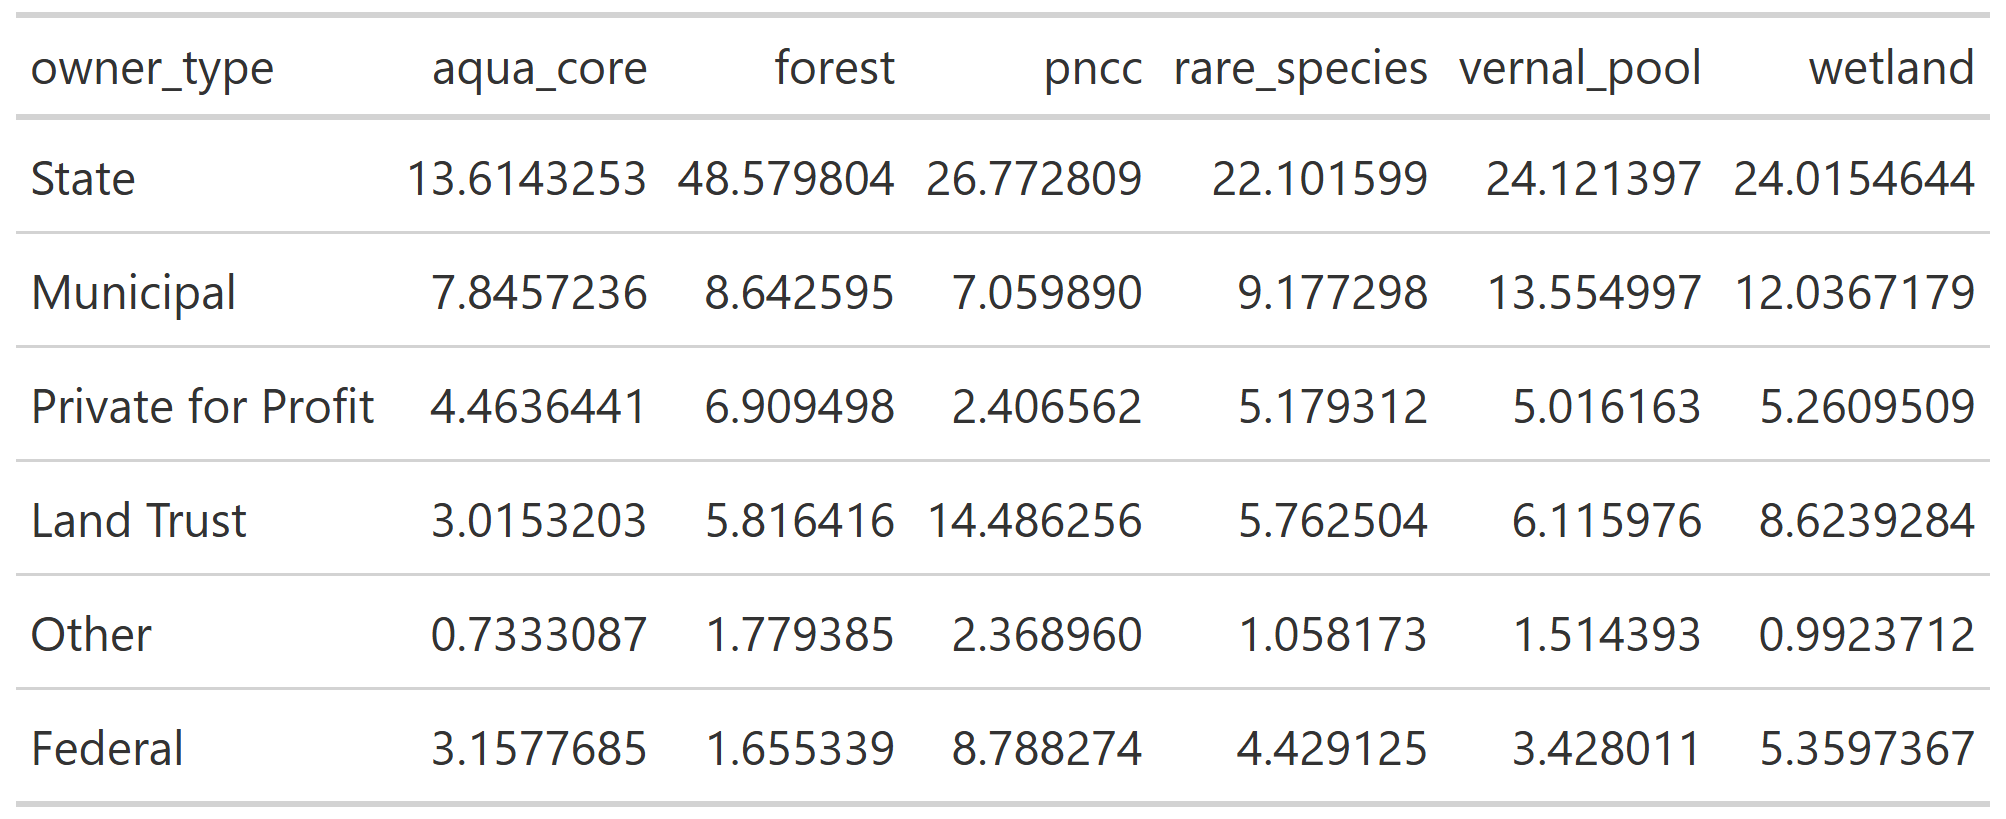 owner_type aqua_core forest pncc rare_species vernal_pool wetland
State 13.6143253 48.579804 26.772809 22.101599 24.121397 24.0154644
Municipal 7.8457236 8.642595 7.059890 9.177298 13.554997 12.0367179
Private for Profit 4.4636441 6.909498 2.406562 5.179312 5.016163 5.2609509
Land Trust 3.0153203 5.816416 14.486256 5.762504 6.115976 8.6239284
Other 0.7333087 1.779385 2.368960 1.058173 1.514393 0.9923712
Federal 3.1577685 1.655339 8.788274 4.429125 3.428011 5.3597367